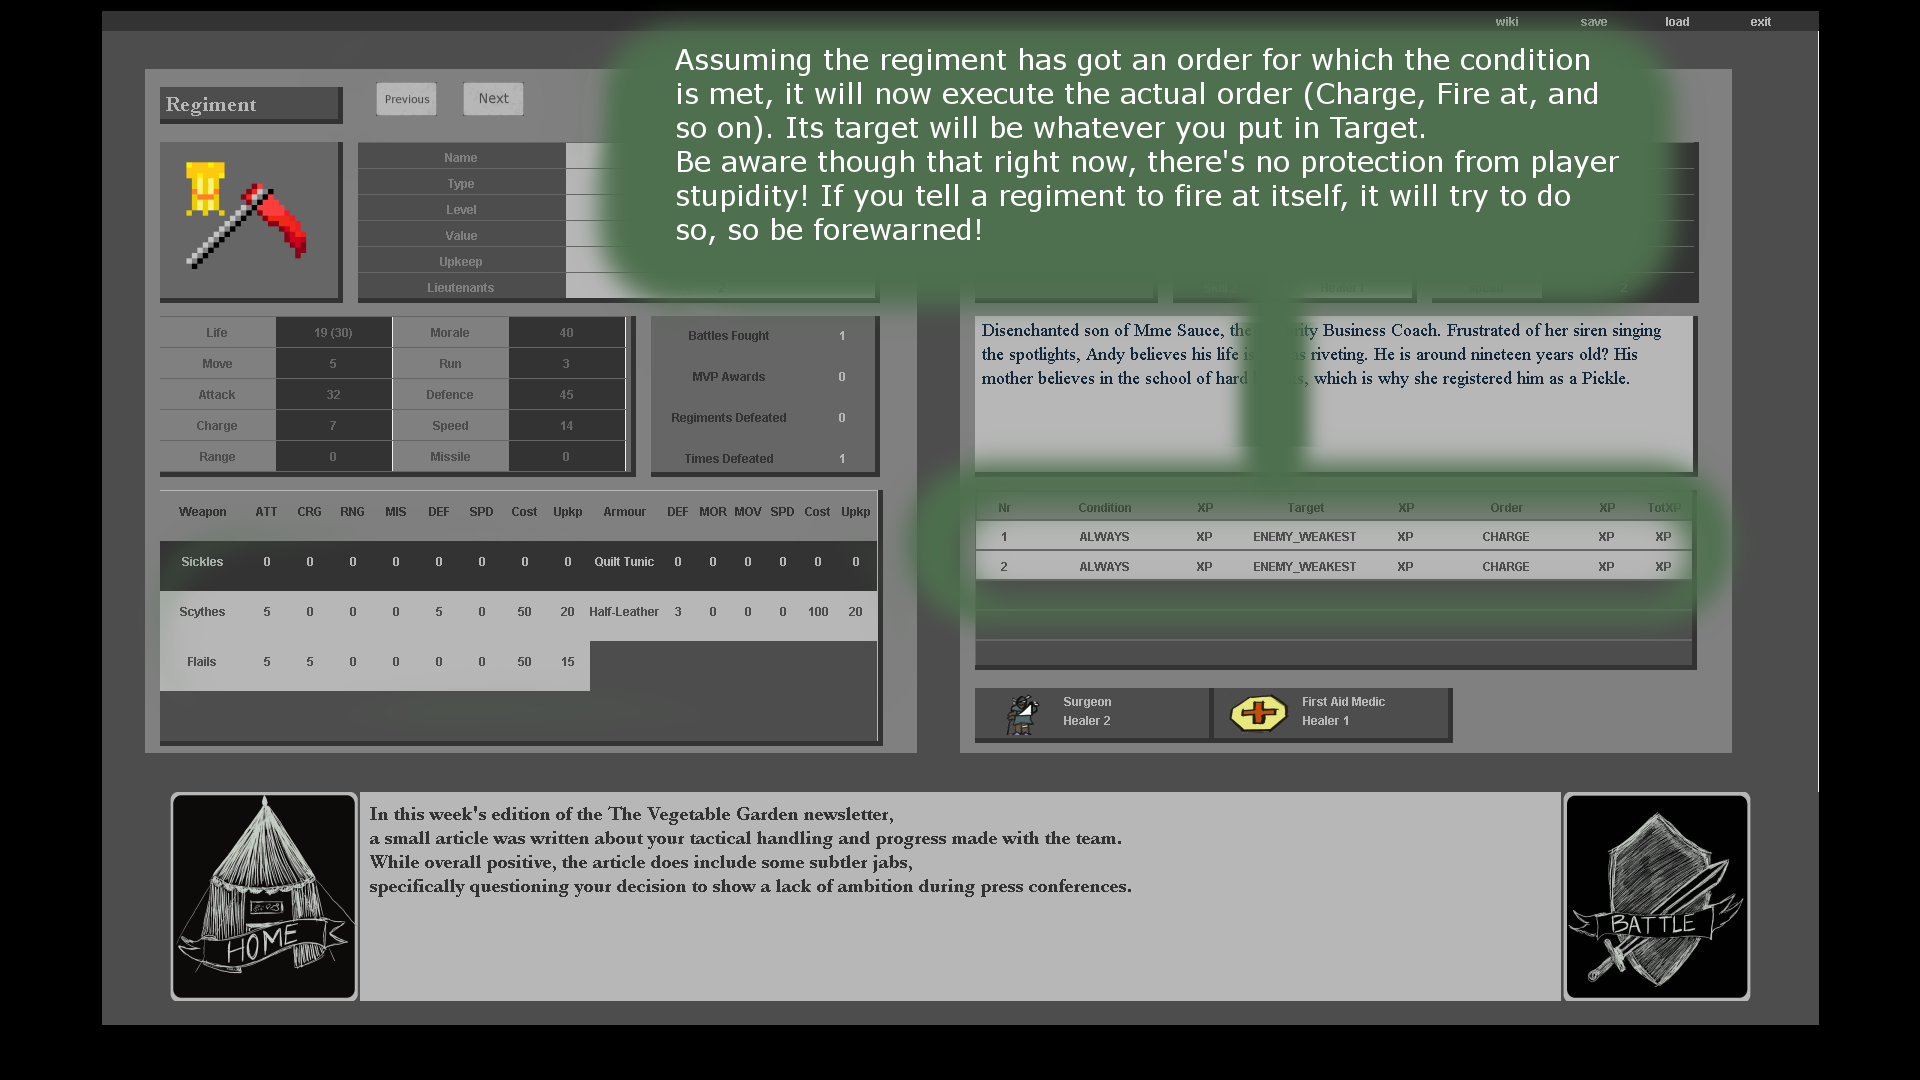 wiki save load exit
Assuming the regiment has got an order for which the condition
is met, it will now execute the actual order (Charge, Fire at, and
so on). Its target will be whatever you put in Target.
Be aware though that right now, there's no protection from player
stupidity! If you tell a regiment to fire at itself, it will try to do
so, so be forewarned!
Regiment
Previous Next
Name
Type
Level
Value
Upkeep
Lieutenants 2
2
Life 19 (30) Morale 40
Move 5 Run 3
Attack 32 Defence 45
Charge 7 Speed 14
Range 0 Missile 0
Battles Fought 1
MVP Awards 0
Regiments Defeated 0
Times Defeated 1
Disenchanted son of Mme Sauce, the Business Coach. Frustrated of her siren singing
the spotlights, Andy believes his life riveting. He is around nineteen years old? His
mother believes in the school of hard which is why she registered him as a Pickle.
Weapon ATT CRG RNG MIS DEF SPD Cost Upkp Armour DEF MOR MOV SPD Cost Upkp
Sickles 0 0 0 0 0 0 0 0 Quilt Tunic 0 0 0 0 0 0
Scythes 5 0 0 0 5 0 50 20 Half-Leather 3 0 0 0 100 20
Flails 5 5 0 0 0 0 50 15
Nr Condition XP Target XP Order XP TotXP
1 ALWAYS XP ENEMY_WEAKEST XP CHARGE XP XP
2 ALWAYS XP ENEMY_WEAKEST XP CHARGE XP XP
Surgeon
Healer 2
First Aid Medic
Healer 1
HOME
In this week's edition of the The Vegetable Garden newsletter,
a small article was written about your tactical handling and progress made with the team.
While overall positive, the article does include some subtler jabs,
specifically questioning your decision to show a lack of ambition during press conferences.
BATTLE